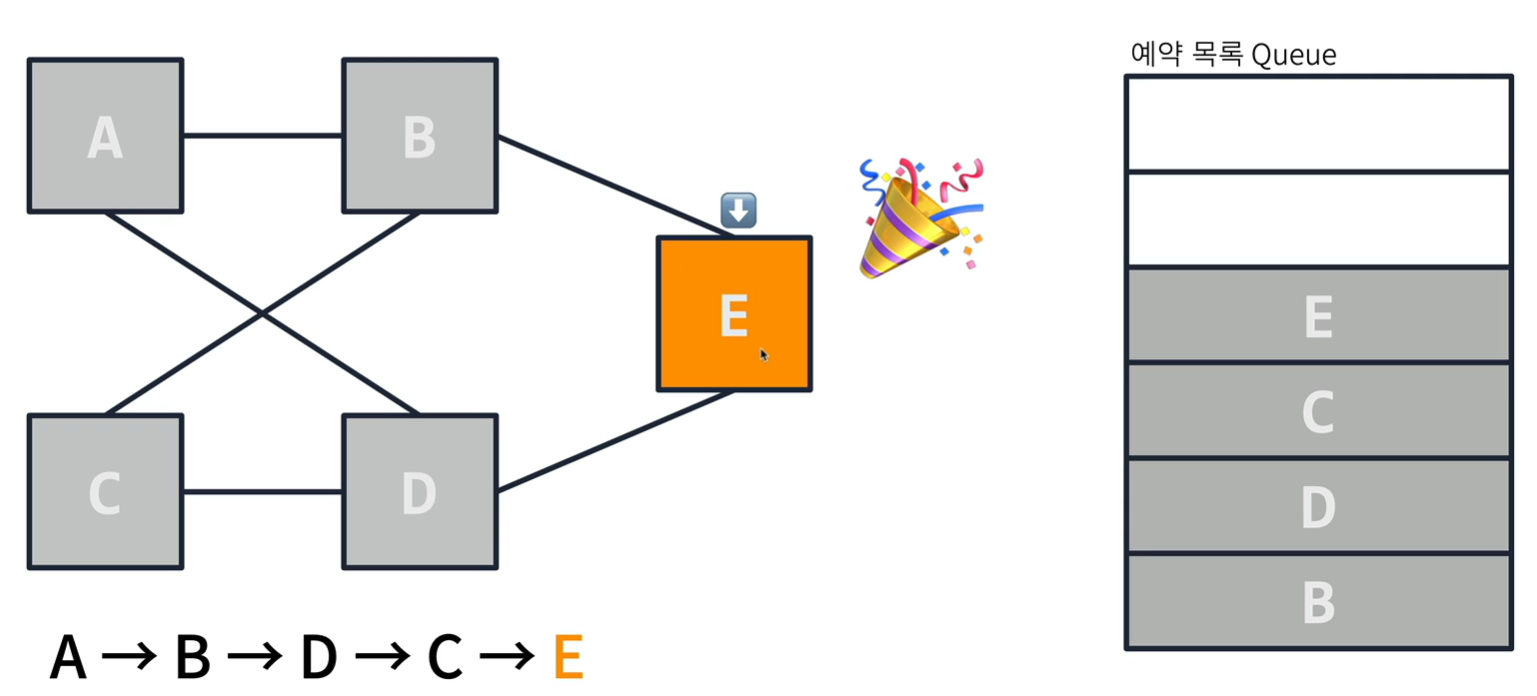 예약 목록 Queue
A
B
E
C
D
E
C
D
B
A → B → D → C → E